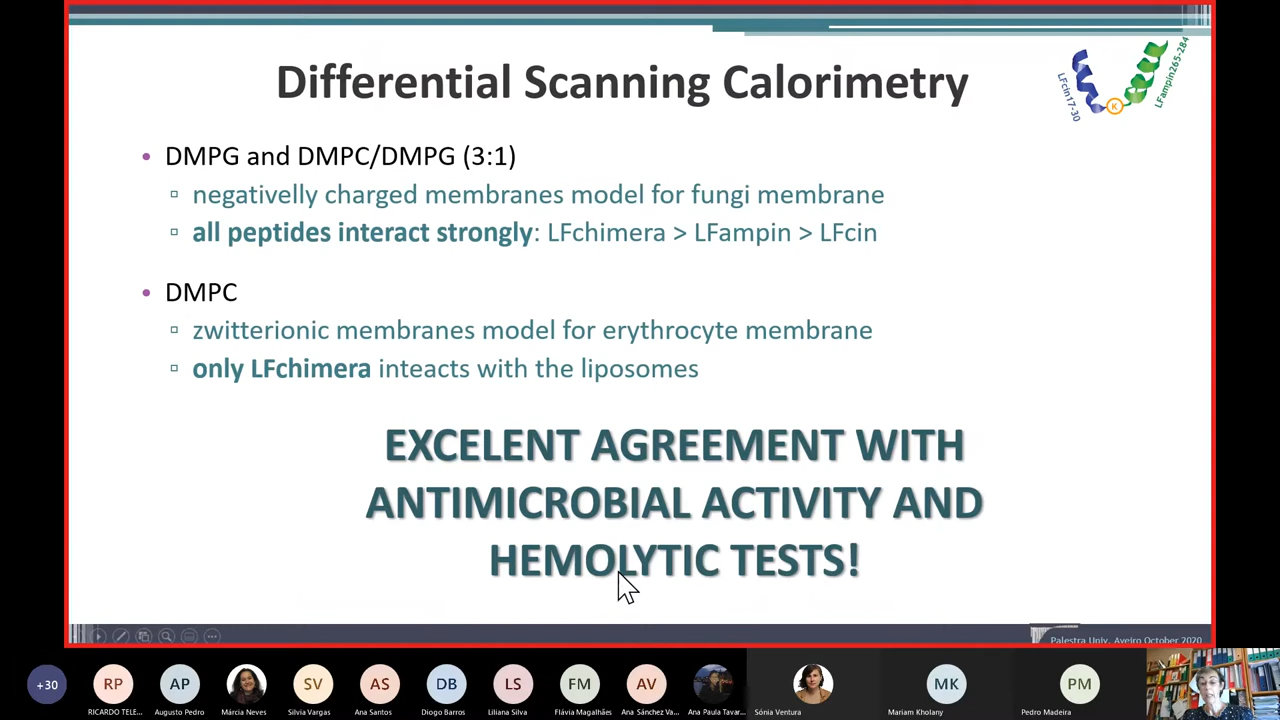 Differential Scanning Calorimetry
LFcin17-30
K
LFampin265-284
• DMPG and DMPC/DMPG (3:1)
▫ negativelly charged membranes model for fungi membrane
▫ all peptides interact strongly: LFchimera > LFampin > LFcin
• DMPC
▫ zwitterionic membranes model for erythrocyte membrane
▫ only LFchimera inteacts with the liposomes
EXCELENT AGREEMENT WITH
ANTIMICROBIAL ACTIVITY AND
HEMOLYTIC TESTS!
Palestra Univ. Aveiro October 2020
+30 RP AP SV AS DB LS FM AV MK PM
RICARDO TELE... Augusto Pedro Márcia Neves Silvia Vargas Ana Santos Diogo Barros Liliana Silva Flávia Magalhães Ana Sánchez Va... Ana Paula Tavar... Sónia Ventura Mariam Kholany Pedro Madeira